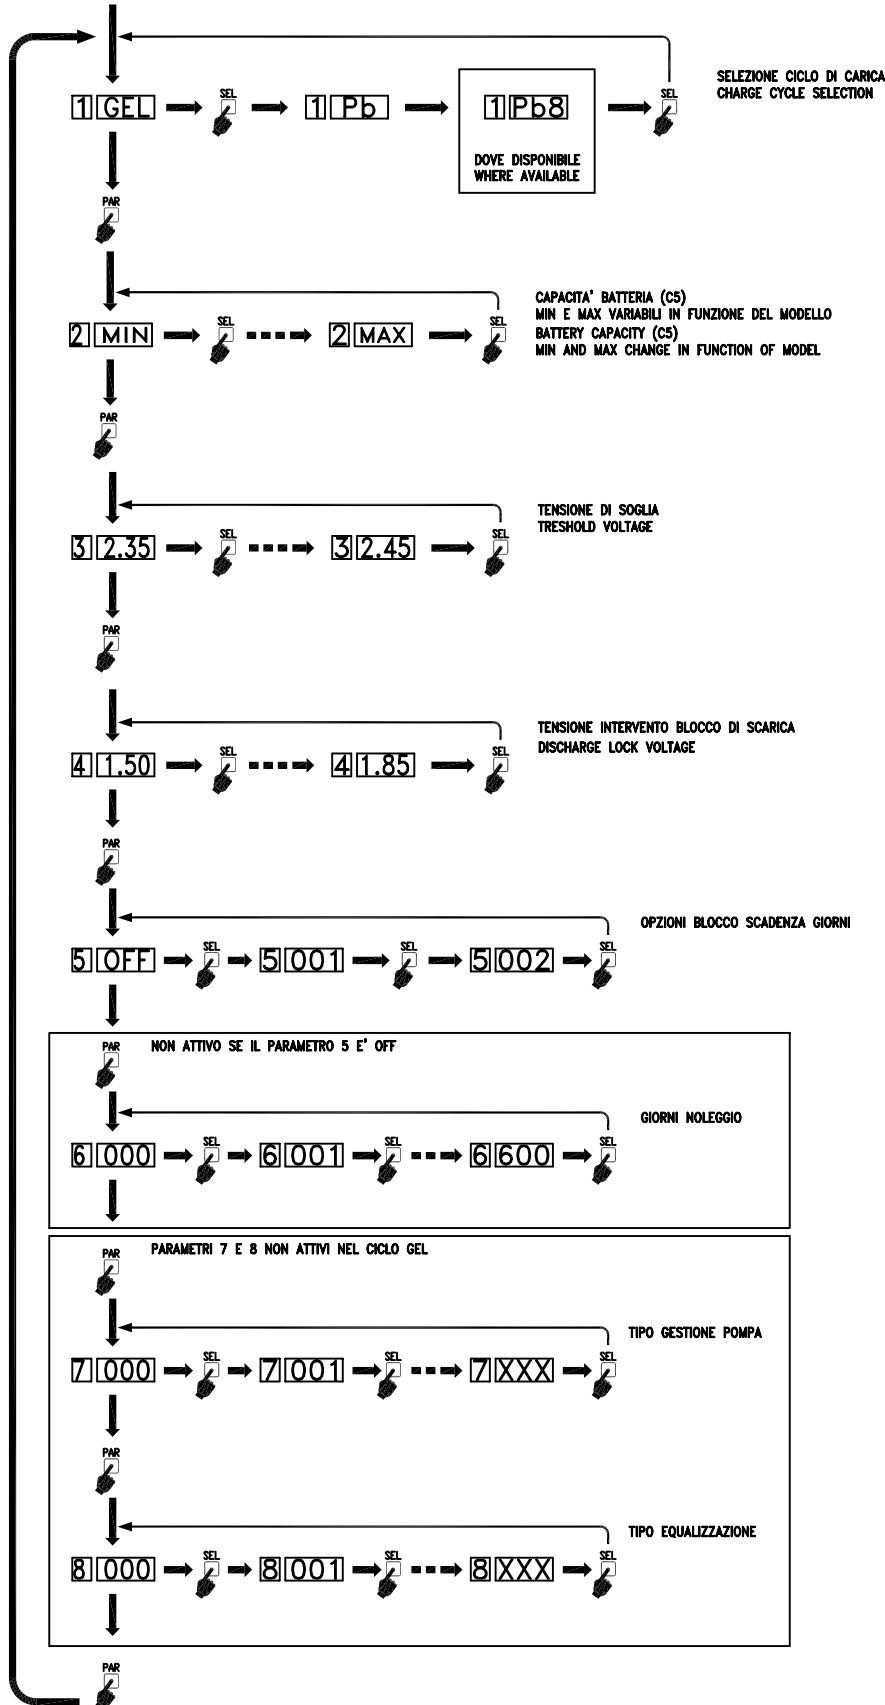 SEL
SEL
SELEZIONE CICLO DI CARICA
CHARGE CYCLE SELECTION
1 GEL
1 Pb
1 Pb8
DOVE DISPONIBILE
WHERE AVAILABLE
PAR
CAPACITA' BATTERIA (C5)
MIN E MAX VARIABILI IN FUNZIONE DEL MODELLO
BATTERY CAPACITY (C5)
MIN AND MAX CHANGE IN FUNCTION OF MODEL
SEL
SEL
2 MIN
2 MAX
PAR
TENSIONE DI SOGLIA
TRESHOLD VOLTAGE
SEL
SEL
3 2.35
3 2.45
PAR
TENSIONE INTERVENTO BLOCCO DI SCARICA
DISCHARGE LOCK VOLTAGE
SEL
SEL
4 1.50
4 1.85
PAR
OPZIONI BLOCCO SCADENZA GIORNI
SEL
SEL
SEL
5 OFF
5 001
5 002
PAR
NON ATTIVO SE IL PARAMETRO 5 E' OFF
GIORNI NOLEGGIO
SEL
SEL
SEL
6 000
6 001
6 600
PAR
PARAMETRI 7 E 8 NON ATTIVI NEL CICLO GEL
TIPO GESTIONE POMPA
SEL
SEL
SEL
7 000
7 001
7 XXX
PAR
TIPO EQUALIZZAZIONE
SEL
SEL
SEL
8 000
8 001
8 XXX
PAR